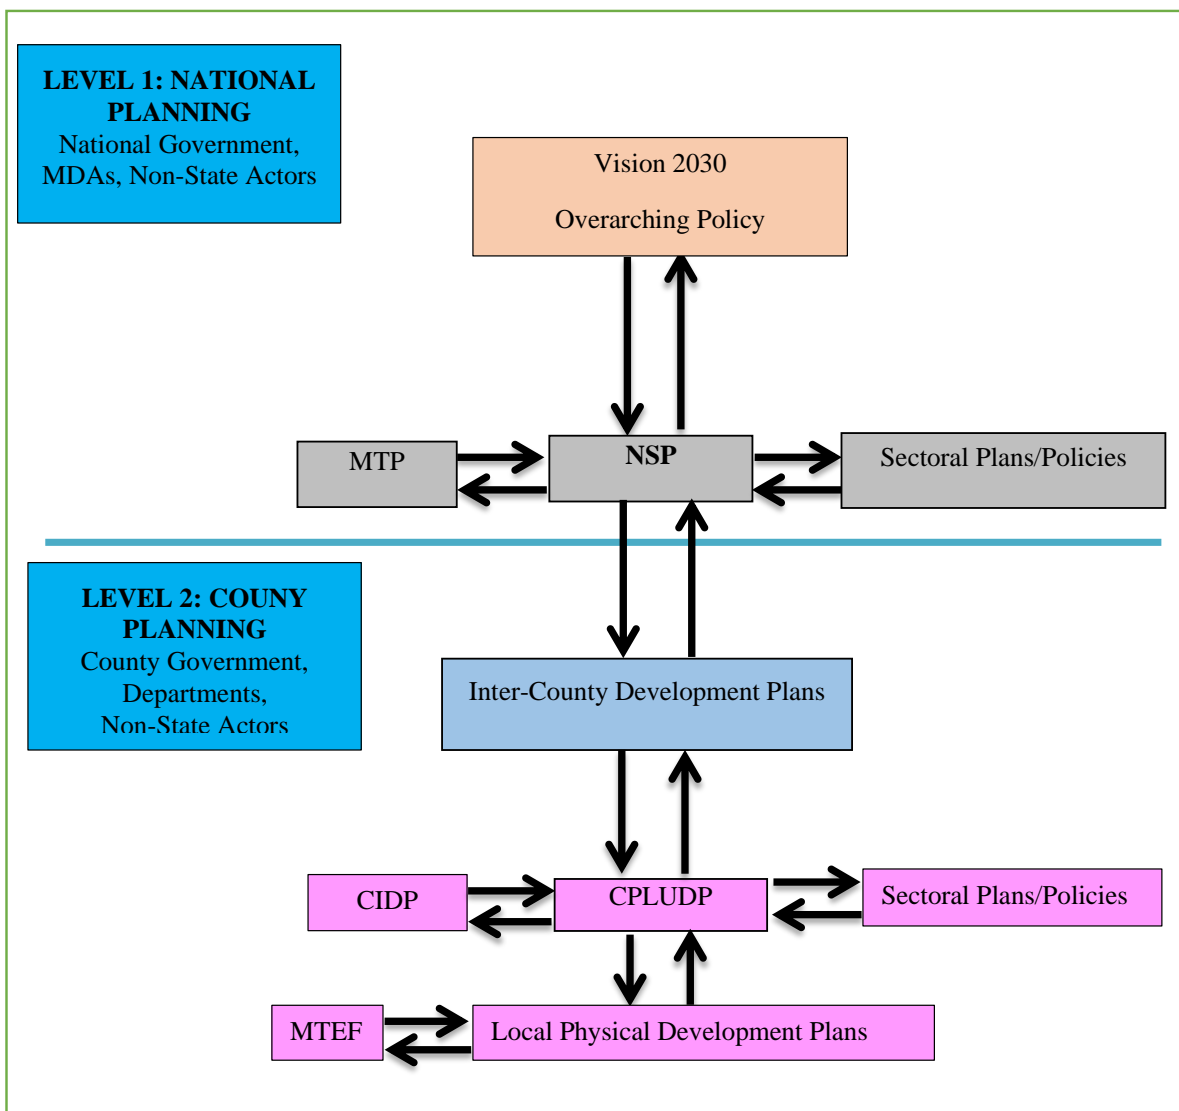 LEVEL 1: NATIONAL
PLANNING
National Government,
MDAs, Non-State Actors
Vision 2030
Overarching Policy
MTP
NSP
Sectoral Plans/Policies
LEVEL 2: COUNY
PLANNING
County Government,
Departments,
Non-State Actors
Inter-County Development Plans
CIDP
CPLUDP
Sectoral Plans/Policies
MTEF
Local Physical Development Plans